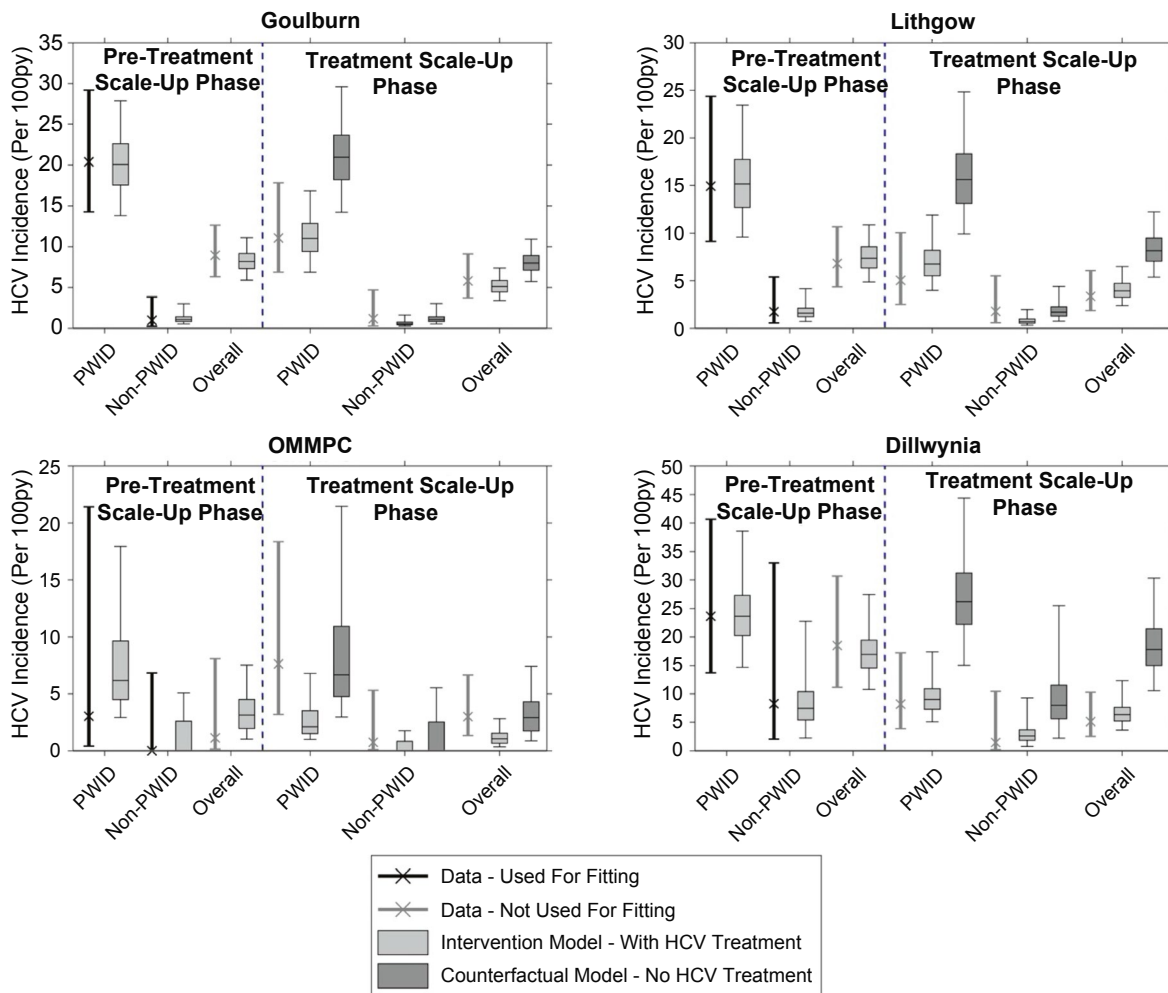 Goulburn
HCV Incidence (Per 100py)
35
30
25
20
15
10
5
0
Pre-Treatment
Scale-Up Phase
Treatment Scale-Up
Phase
PWID
Non-PWID
Overall
PWID
Non-PWID
Overall
Lithgow
HCV Incidence (Per 100py)
30
25
20
15
10
5
0
Pre-Treatment
Scale-Up Phase
Treatment Scale-Up
Phase
PWID
Non-PWID
Overall
PWID
Non-PWID
Overall
OMMPC
HCV Incidence (Per 100py)
25
20
15
10
5
0
Pre-Treatment
Scale-Up Phase
Treatment Scale-Up
Phase
PWID
Non-PWID
Overall
PWID
Non-PWID
Overall
Dillwynia
HCV Incidence (Per 100py)
50
45
40
35
30
25
20
15
10
5
0
Pre-Treatment
Scale-Up Phase
Treatment Scale-Up
Phase
PWID
Non-PWID
Overall
PWID
Non-PWID
Overall
Data - Used For Fitting
Data - Not Used For Fitting
Intervention Model - With HCV Treatment
Counterfactual Model - No HCV Treatment